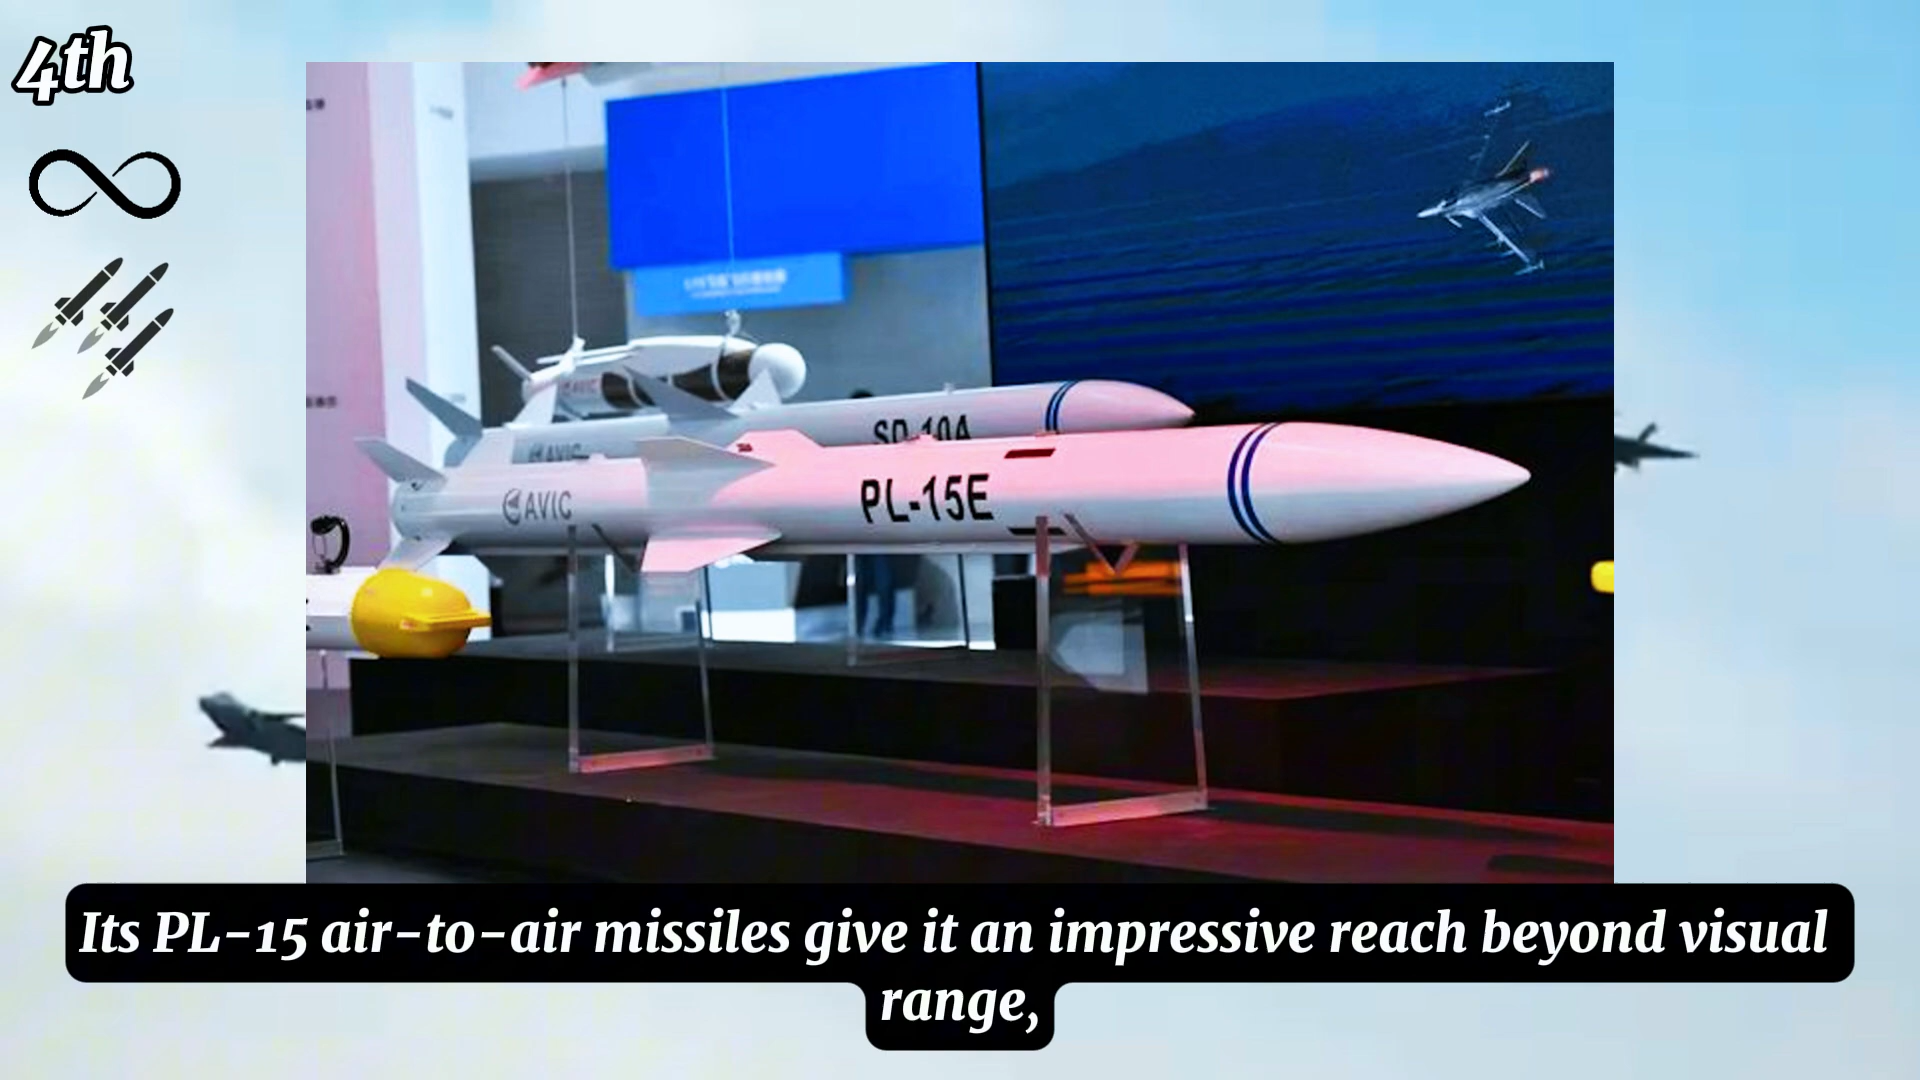 4th
SD-10A
AVIC
AVIC
PL-15E
AVIC
Its PL-15 air-to-air missiles give it an impressive reach beyond visual
range,